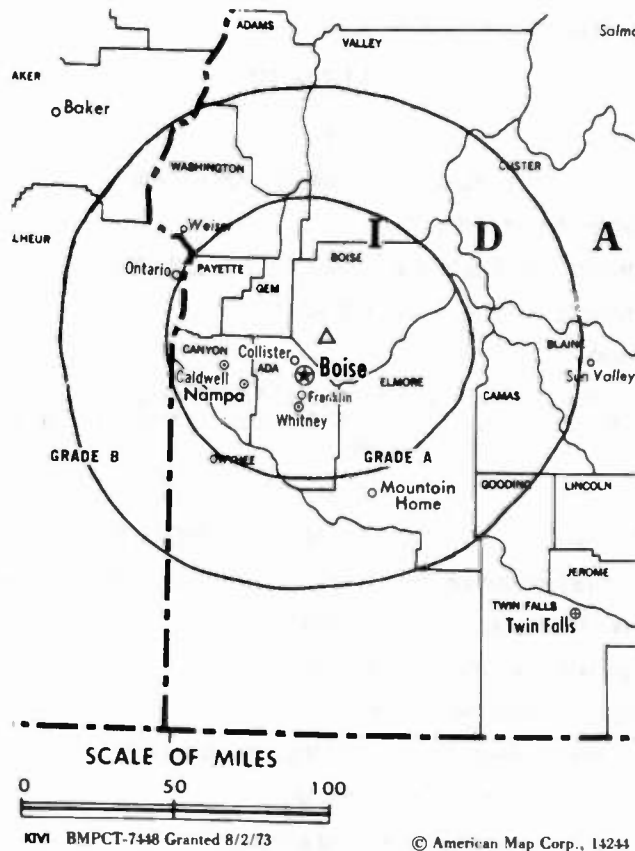 ADAMS
VALLEY
Salmo
AKER
Baker
WASHINGTON
CUSTER
I D A
LHEUR
Weiser
Ontario
PAYETTE
GEM
BOISE
BLAINE
Sun Valley
CANYON
Collister
ADA
Boise
ELMORE
CAMAS
Caldwell
Nampa
Franklin
Whitney
GRADE B
OWYHEE
GRADE A
Mountain
Home
GOODING
LINCOLN
JEROME
TWIN FALLS
Twin Falls
SCALE OF MILES
0 50 100
KIVI BMPCT-7448 Granted 8/2/73
© American Map Corp., 14244